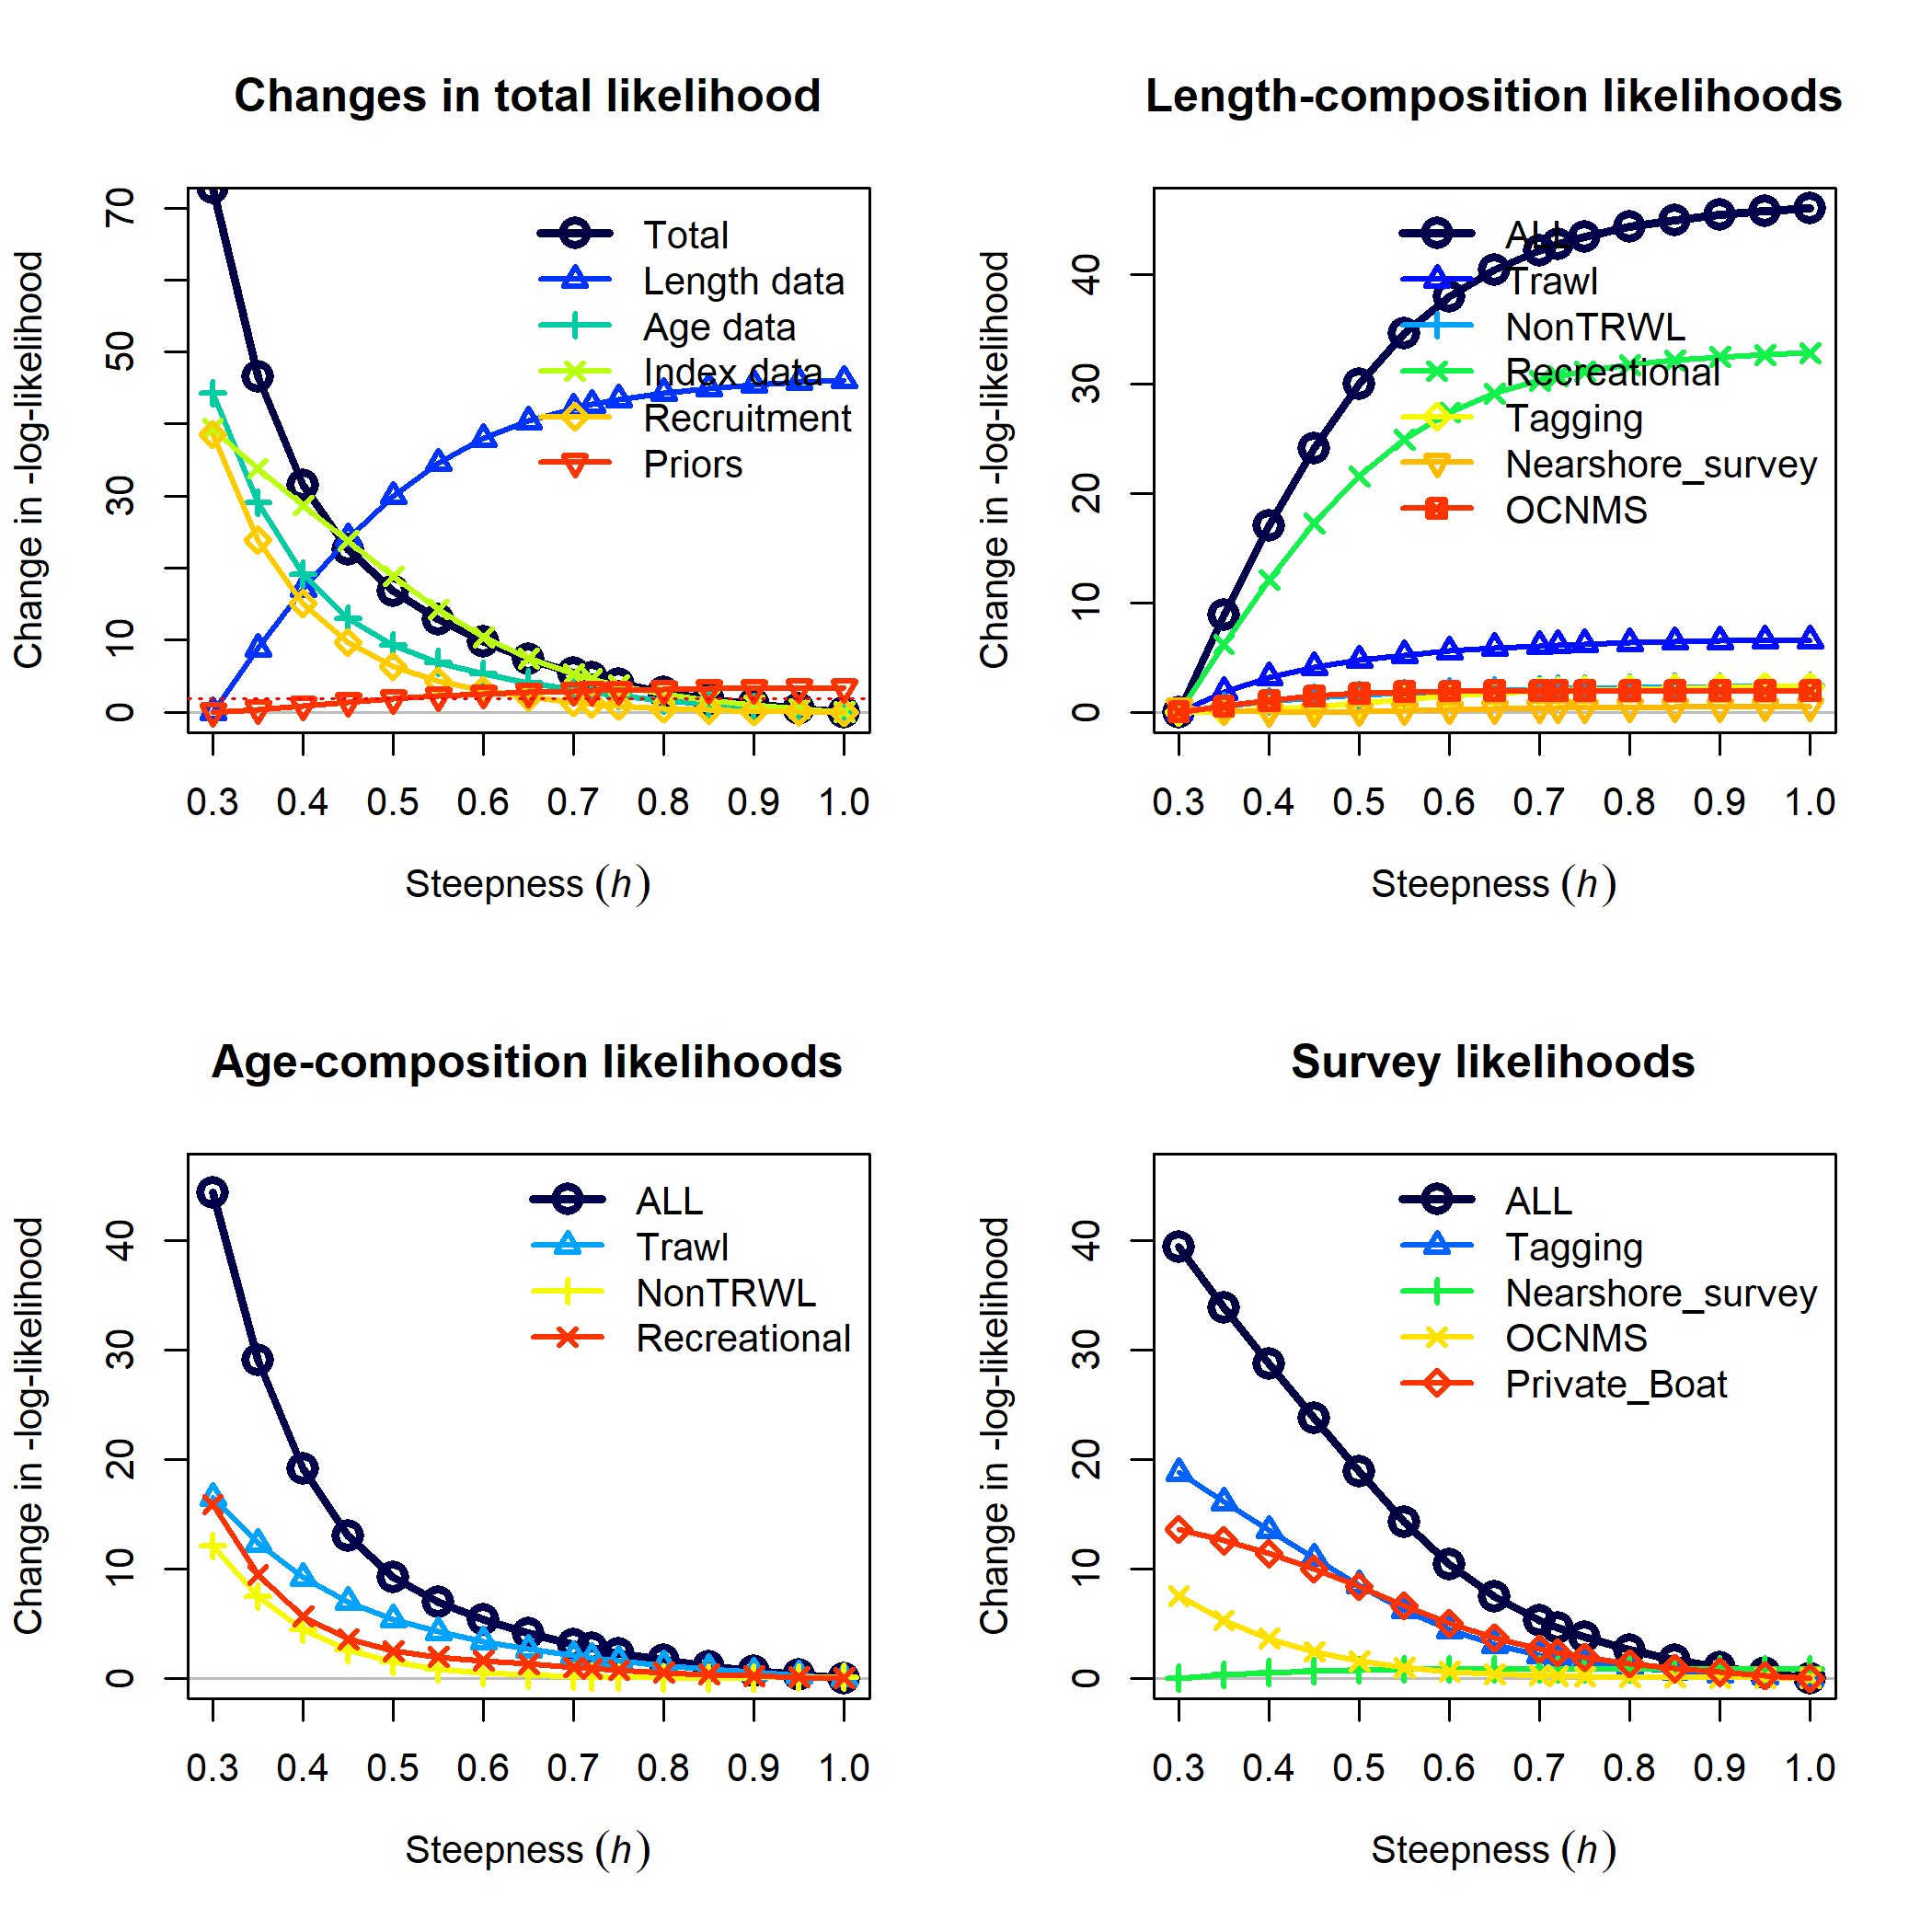 Changes in total likelihood
Change in -log-likelihood
70
50
30
10
0
Total
Length data
Age data
Index data
Recruitment
Priors
0.3 0.4 0.5 0.6 0.7 0.8 0.9 1.0
Steepness (h)
Length-composition likelihoods
Change in -log-likelihood
40
30
20
10
0
ALL
Trawl
NonTRWL
Recreational
Tagging
Nearshore_survey
OCNMS
0.3 0.4 0.5 0.6 0.7 0.8 0.9 1.0
Steepness (h)
Age-composition likelihoods
Change in -log-likelihood
40
30
20
10
0
ALL
Trawl
NonTRWL
Recreational
0.3 0.4 0.5 0.6 0.7 0.8 0.9 1.0
Steepness (h)
Survey likelihoods
Change in -log-likelihood
40
30
20
10
0
ALL
Tagging
Nearshore_survey
OCNMS
Private_Boat
0.3 0.4 0.5 0.6 0.7 0.8 0.9 1.0
Steepness (h)